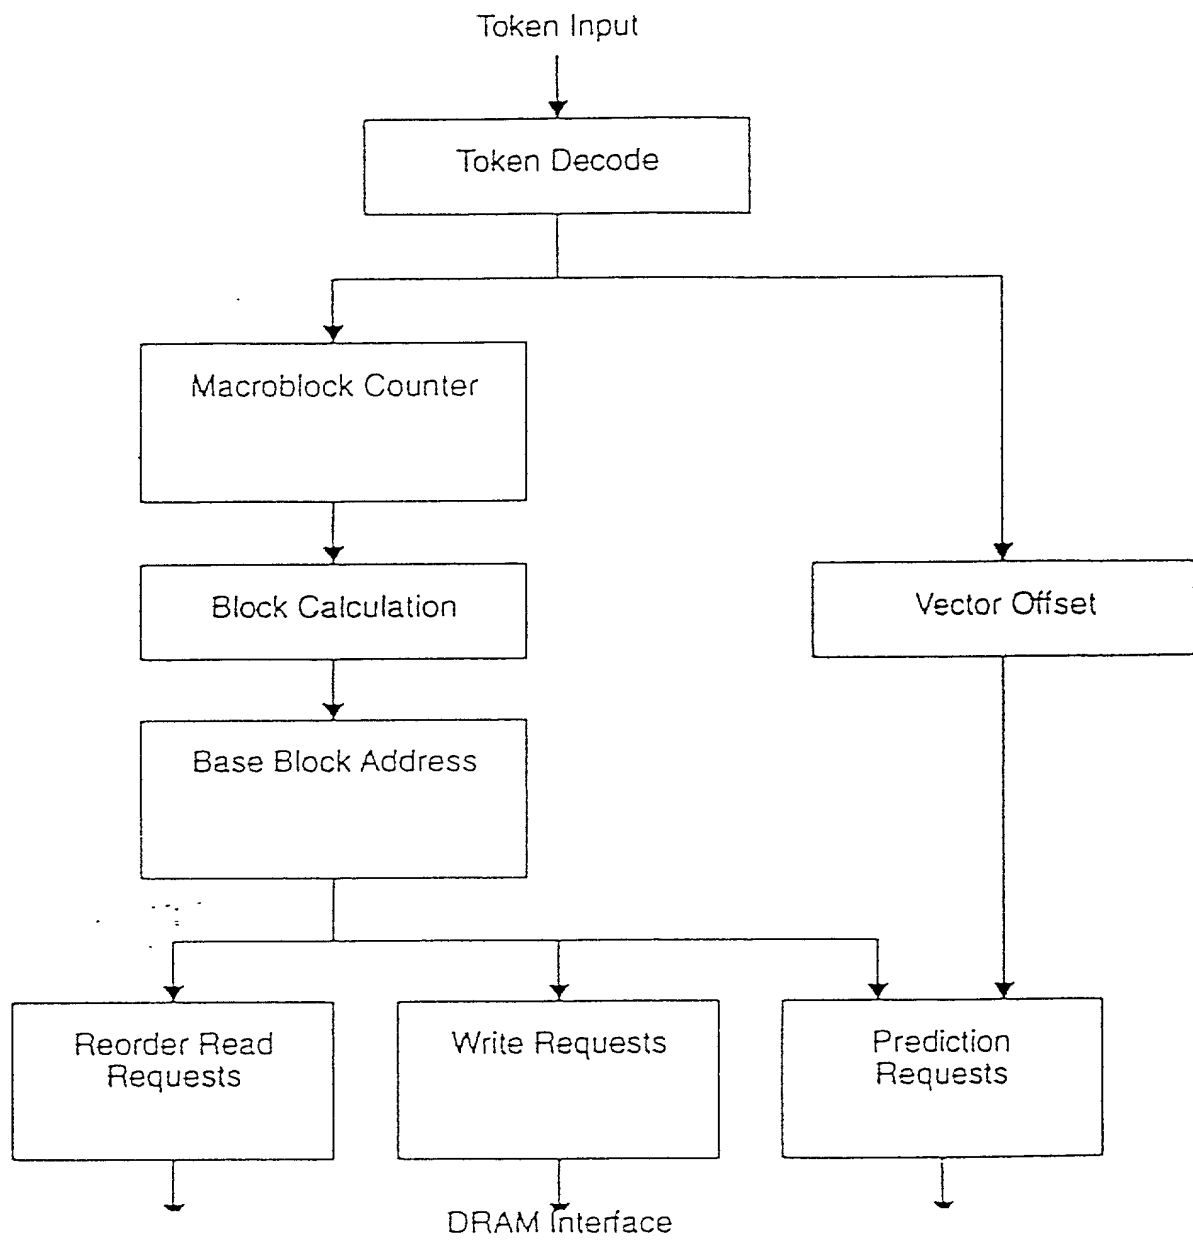 Token Input
Token Decode
Macroblock Counter
Block Calculation
Vector Offset
Base Block Address
Reorder Read
Requests
Write Requests
Prediction
Requests
DRAM Interface